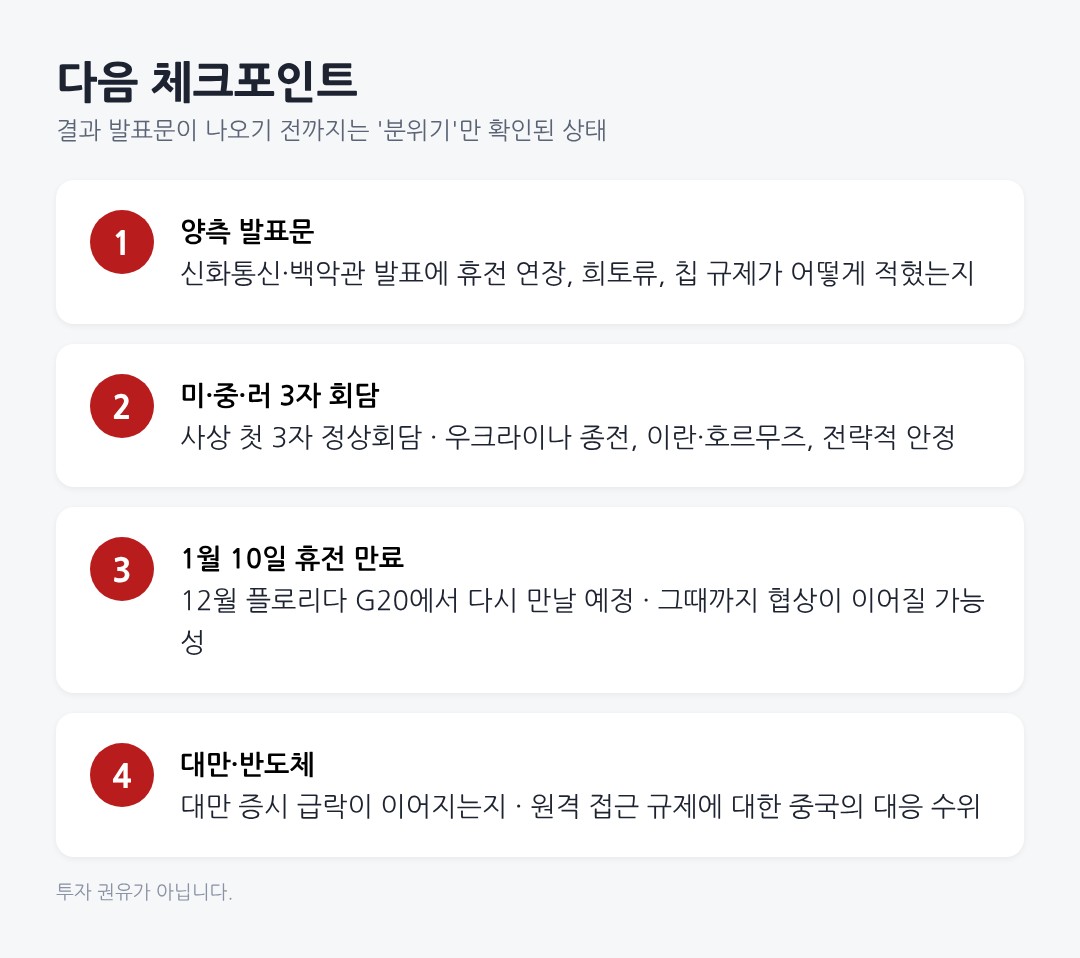 다음 체크포인트
결과 발표문이 나오기 전까지는 '분위기'만 확인된 상태
1
양측 발표문
신화통신·백악관 발표에 휴전 연장, 희토류, 칩 규제가 어떻게 적혔는지
2
미·중·러 3자 회담
사상 첫 3자 정상회담 · 우크라이나 종전, 이란·호르무즈, 전략적 안정
3
1월 10일 휴전 만료
12월 플로리다 G20에서 다시 만날 예정 · 그때까지 협상이 이어질 가능
성
4
대만·반도체
대만 증시 급락이 이어지는지 · 원격 접근 규제에 대한 중국의 대응 수위
투자 권유가 아닙니다.